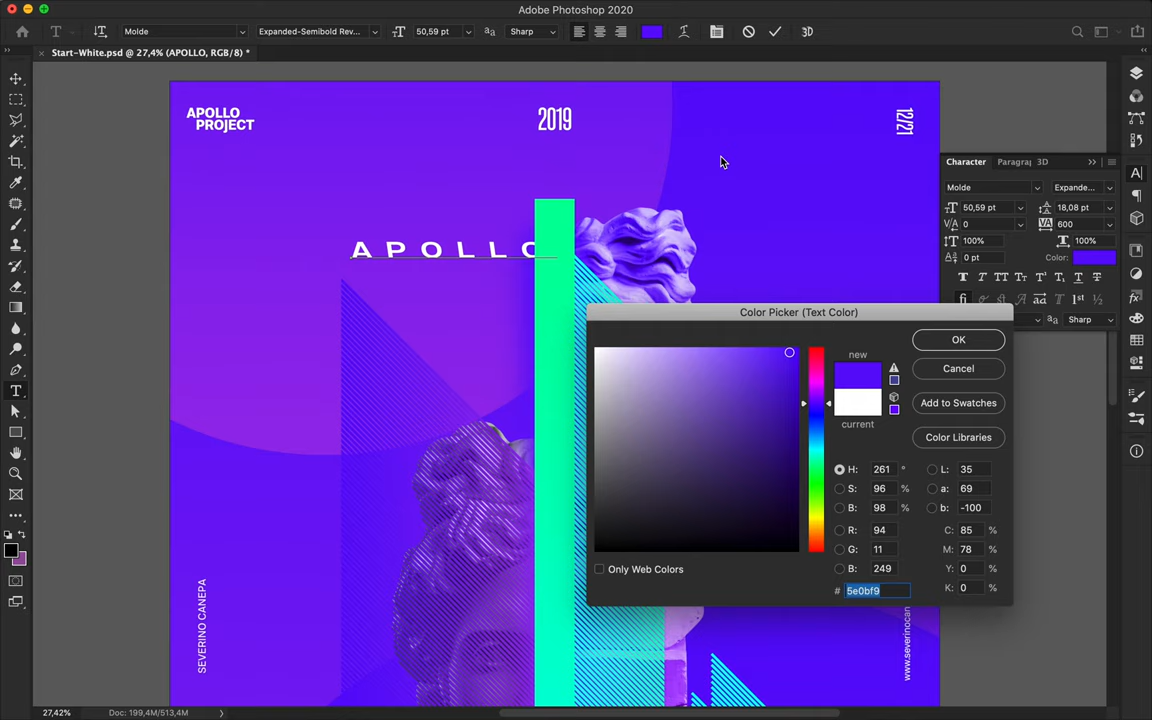 Adobe Photoshop 2020
Molde
Expanded-Semibold Rev...
50,59 pt
Sharp
3D
Start-White.psd @ 27,4% (APOLLO, RGB/8) *
APOLLO
PROJECT
2019
12/21
APOLLO
SEVERINO CANEPA
www.severinocan
Character
Paragra
3D
Molde
Expande...
50,59 pt
18,08 pt
0
600
100%
100%
0 pt
Color:
Sharp
Color Picker (Text Color)
new
current
OK
Cancel
Add to Swatches
Color Libraries
H: 261 °
S: 96 %
B: 98 %
R: 94
G: 11
B: 249
L: 35
a: 69
b: -100
C: 85 %
M: 78 %
Y: 0 %
K: 0 %
Only Web Colors
# 5e0bf9
27,42%
Doc: 199,4M/513,4M